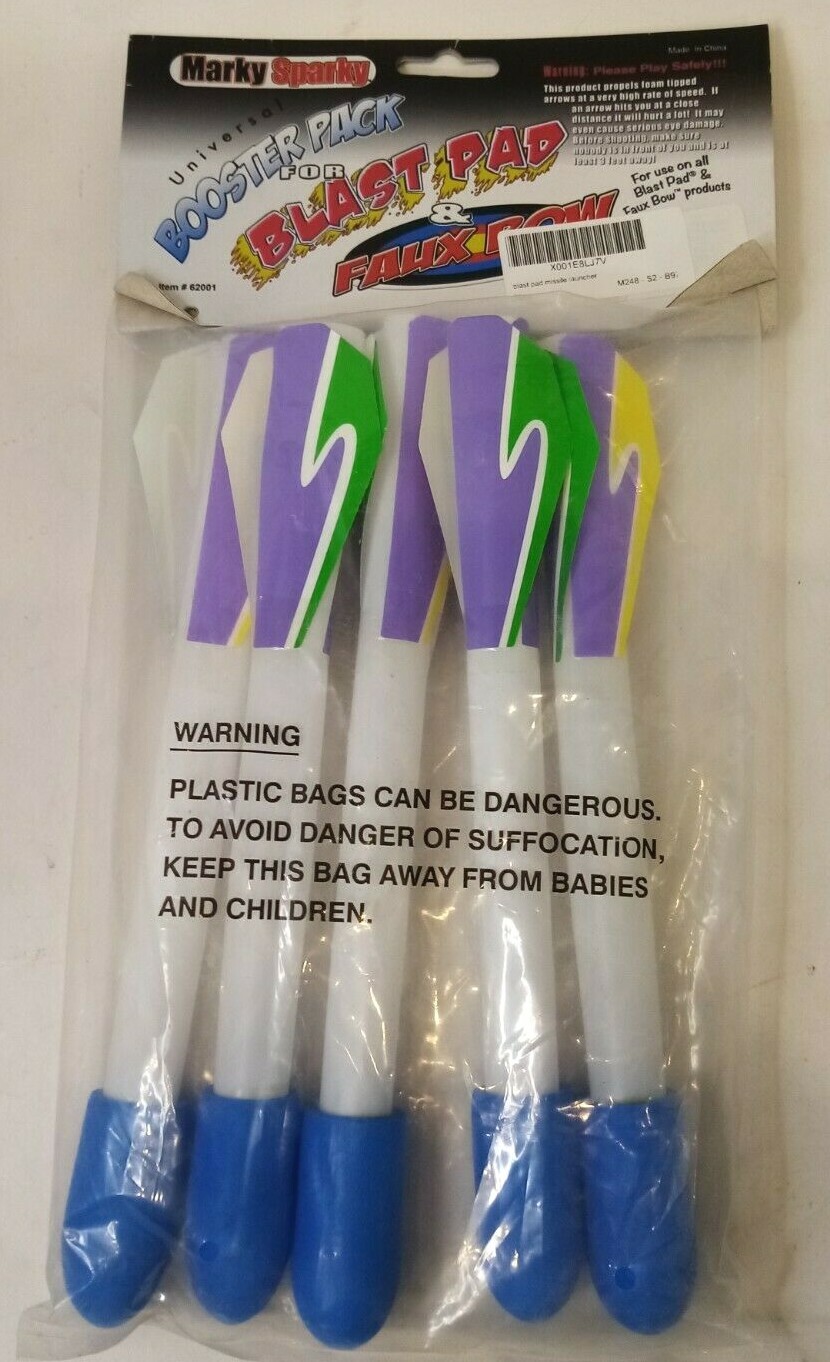 Made in China
Marky Sparky
Warning: Please Play Safely!!!
This product propels foam tipped
arrows at a very high rate of speed. If
an arrow hits you at a close
distance it will hurt a lot! It may
even cause serious eye damage.
Before shooting, make sure
nobody is in front of you and is at
least 3 feet away!
Universal
BOOSTER PACK
FOR
BLAST PAD
&
FAUX BOW
For use on all
Blast Pad® &
Faux Bow™ products
X001E8LJ7V
blast pad missile launcher
M248 - S2 - B9
Item # 62001
WARNING
PLASTIC BAGS CAN BE DANGEROUS.
TO AVOID DANGER OF SUFFOCATION,
KEEP THIS BAG AWAY FROM BABIES
AND CHILDREN.